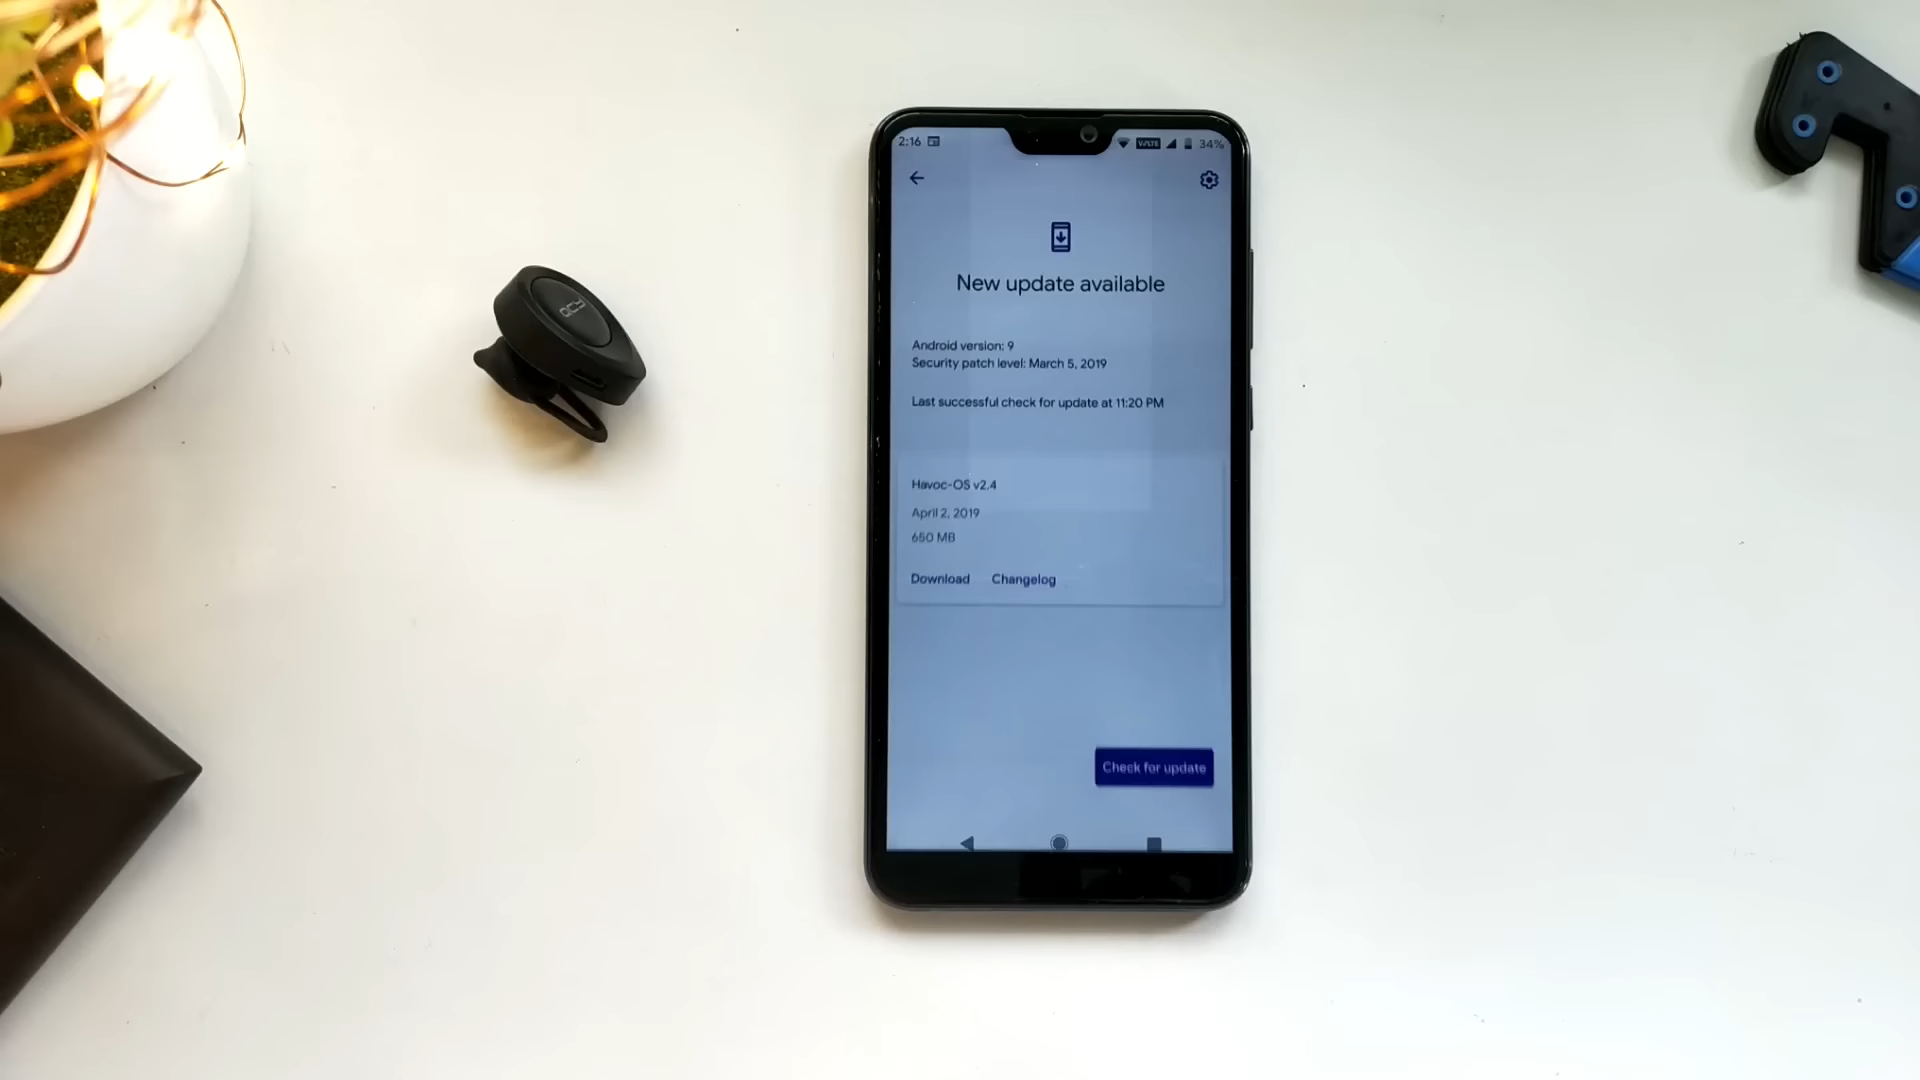 QCY
2:16
VoLTE
34%
New update available
Android version: 9
Security patch level: March 5, 2019
Last successful check for update at 11:20 PM
Havoc-OS v2.4
April 2, 2019
650 MB
Download Changelog
Check for update